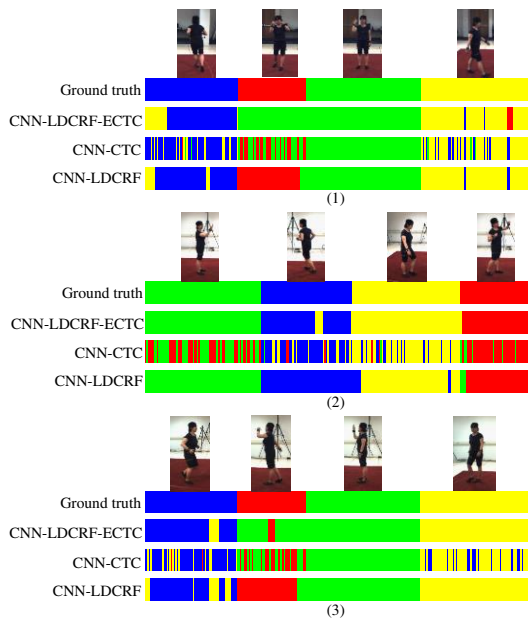 Ground truth
CNN-LDCRF-ECTC
CNN-CTC
CNN-LDCRF
(1)
Ground truth
CNN-LDCRF-ECTC
CNN-CTC
CNN-LDCRF
(2)
Ground truth
CNN-LDCRF-ECTC
CNN-CTC
CNN-LDCRF
(3)